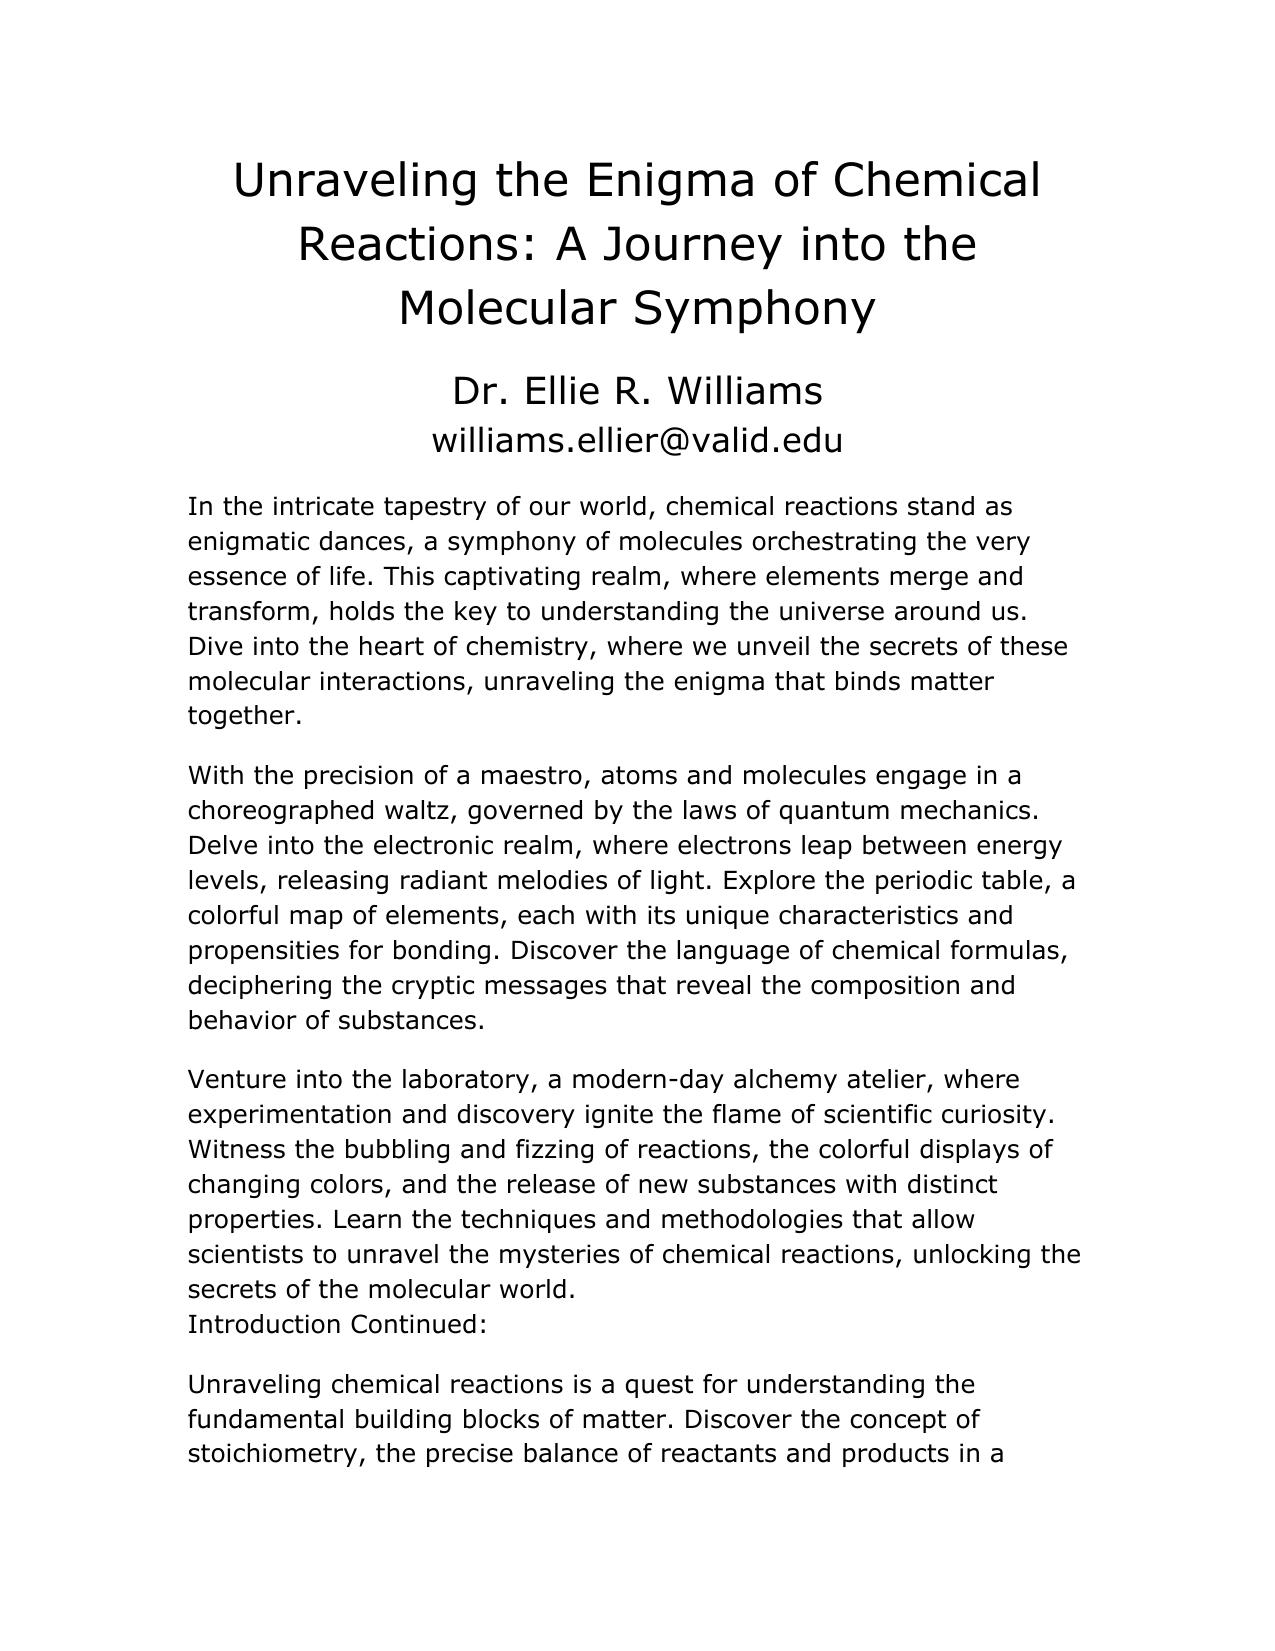 Unraveling the Enigma of Chemical
Reactions: A Journey into the
Molecular Symphony
Dr. Ellie R. Williams
williams.ellier@valid.edu
In the intricate tapestry of our world, chemical reactions stand as
enigmatic dances, a symphony of molecules orchestrating the very
essence of life. This captivating realm, where elements merge and
transform, holds the key to understanding the universe around us.
Dive into the heart of chemistry, where we unveil the secrets of these
molecular interactions, unraveling the enigma that binds matter
together.
With the precision of a maestro, atoms and molecules engage in a
choreographed waltz, governed by the laws of quantum mechanics.
Delve into the electronic realm, where electrons leap between energy
levels, releasing radiant melodies of light. Explore the periodic table, a
colorful map of elements, each with its unique characteristics and
propensities for bonding. Discover the language of chemical formulas,
deciphering the cryptic messages that reveal the composition and
behavior of substances.
Venture into the laboratory, a modern-day alchemy atelier, where
experimentation and discovery ignite the flame of scientific curiosity.
Witness the bubbling and fizzing of reactions, the colorful displays of
changing colors, and the release of new substances with distinct
properties. Learn the techniques and methodologies that allow
scientists to unravel the mysteries of chemical reactions, unlocking the
secrets of the molecular world.
Introduction Continued:
Unraveling chemical reactions is a quest for understanding the
fundamental building blocks of matter. Discover the concept of
stoichiometry, the precise balance of reactants and products in a